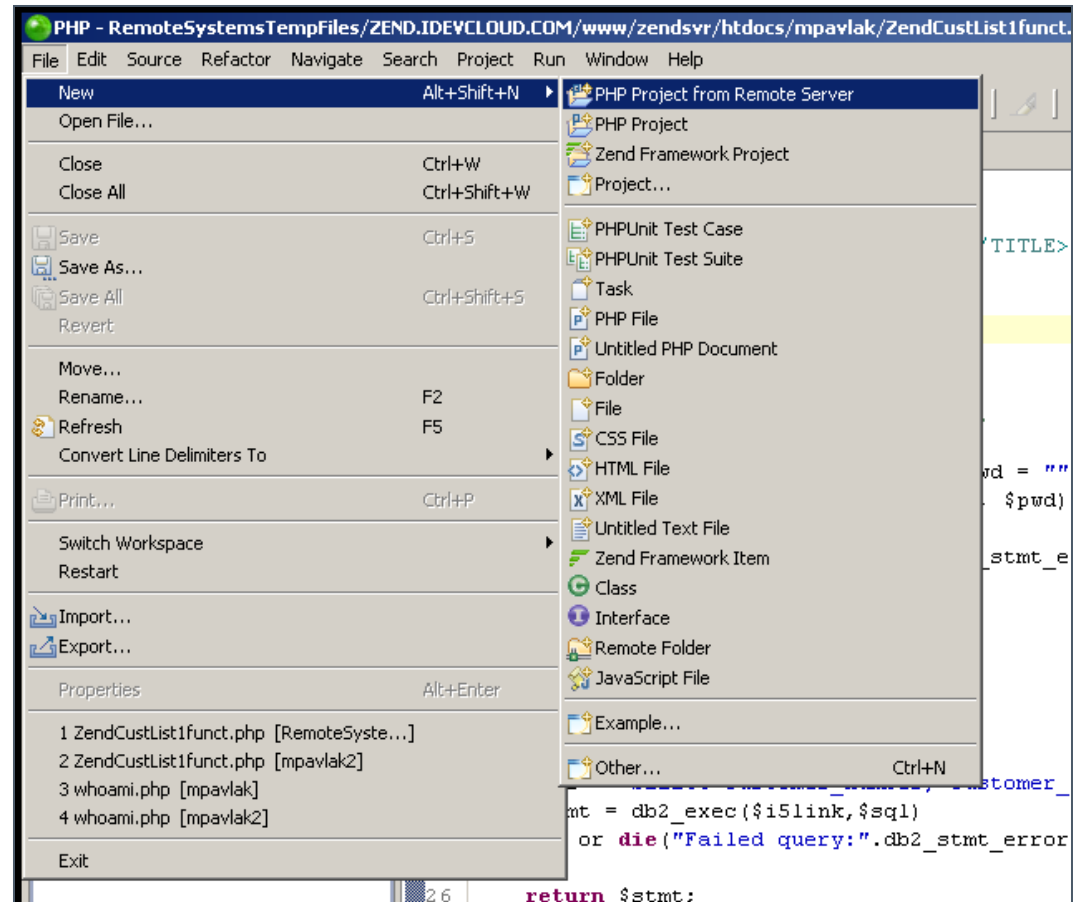 PHP - RemoteSystemsTempFiles/ZEND.IDEVCLOUD.COM/www/zendsvr/htdocs/mpavlak/ZendCustList1funct.
File Edit Source Refactor Navigate Search Project Run Window Help
New Alt+Shift+N
Open File...
Close Ctrl+W
Close All Ctrl+Shift+W
Save Ctrl+S
Save As...
Save All Ctrl+Shift+S
Revert
Move...
Rename... F2
Refresh F5
Convert Line Delimiters To
Print... Ctrl+P
Switch Workspace
Restart
Import...
Export...
Properties Alt+Enter
1 ZendCustList1funct.php [RemoteSyste...]
2 ZendCustList1funct.php [mpavlak2]
3 whoami.php [mpavlak]
4 whoami.php [mpavlak2]
Exit
PHP Project from Remote Server
PHP Project
Zend Framework Project
Project...
PHPUnit Test Case
PHPUnit Test Suite
Task
PHP File
Untitled PHP Document
Folder
File
CSS File
HTML File
XML File
Untitled Text File
Zend Framework Item
Class
Interface
Remote Folder
JavaScript File
Example...
Other... Ctrl+N
/TITLE>
wd = ""
$pwd)
_stmt_e
ustomer_
mt = db2_exec($i5link,$sql)
or die("Failed query:".db2_stmt_error
26 return $stmt;